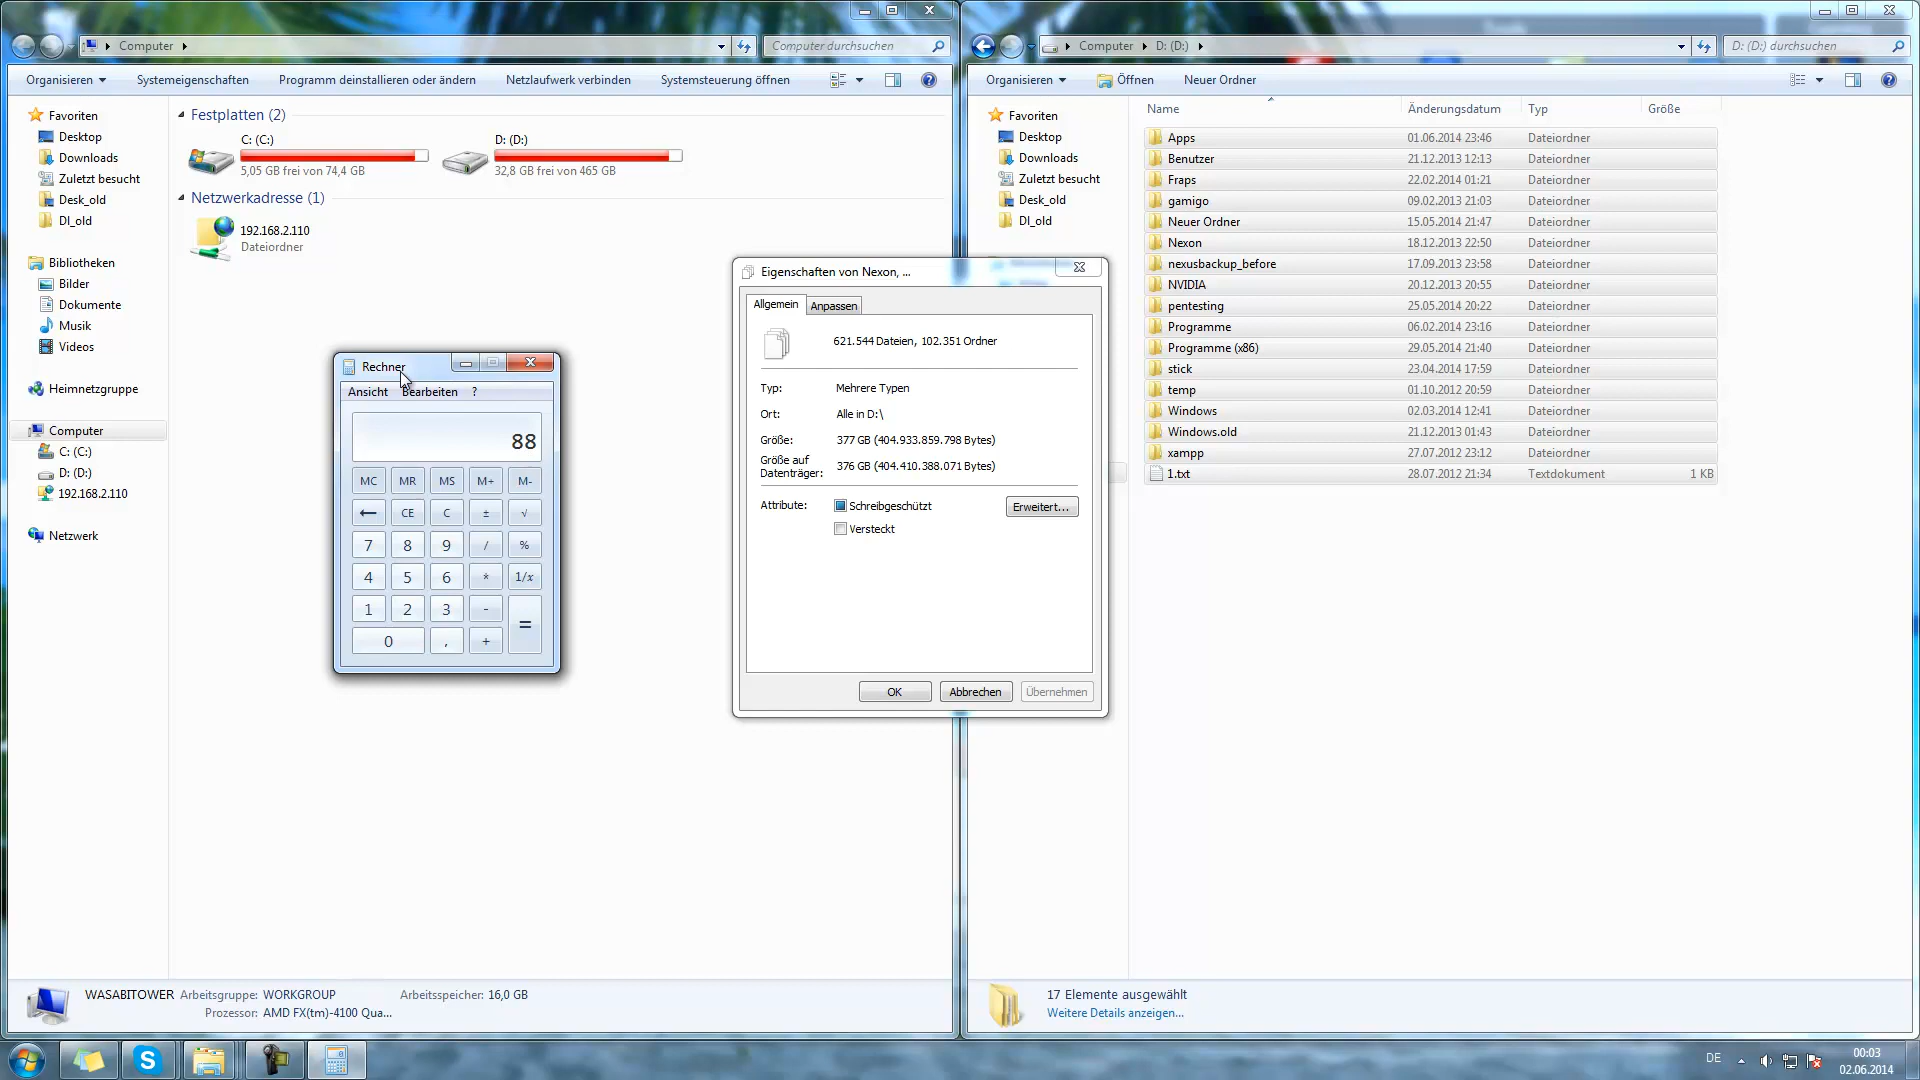 Computer
Computer durchsuchen
Organisieren
Systemeigenschaften
Programm deinstallieren oder ändern
Netzlaufwerk verbinden
Systemsteuerung öffnen
Favoriten
Desktop
Downloads
Zuletzt besucht
Desk_old
Dl_old
Bibliotheken
Bilder
Dokumente
Musik
Videos
Heimnetzgruppe
Computer
C: (C:)
D: (D:)
192.168.2.110
Netzwerk
Festplatten (2)
C: (C:)
5,05 GB frei von 74,4 GB
D: (D:)
32,8 GB frei von 465 GB
Netzwerkadresse (1)
192.168.2.110
Dateiordner
Rechner
Ansicht Bearbeiten ?
88
MC MR MS M+ M-
← CE C ± √
7 8 9 / %
4 5 6 * 1/x
1 2 3 - =
0 , +
WASABITOWER Arbeitsgruppe: WORKGROUP Arbeitsspeicher: 16,0 GB
Prozessor: AMD FX(tm)-4100 Qua...
Eigenschaften von Nexon, ...
Allgemein Anpassen
621.544 Dateien, 102.351 Ordner
Typ: Mehrere Typen
Ort: Alle in D:\
Größe: 377 GB (404.933.859.798 Bytes)
Größe auf Datenträger: 376 GB (404.410.388.071 Bytes)
Attribute: Schreibgeschützt Erweitert...
Versteckt
OK Abbrechen Übernehmen
Computer D: (D:)
D: (D:) durchsuchen
Organisieren Öffnen Neuer Ordner
Favoriten
Desktop
Downloads
Zuletzt besucht
Desk_old
Dl_old
Name Änderungsdatum Typ Größe
Apps 01.06.2014 23:46 Dateiordner
Benutzer 21.12.2013 12:13 Dateiordner
Fraps 22.02.2014 01:21 Dateiordner
gamigo 09.02.2013 21:03 Dateiordner
Neuer Ordner 15.05.2014 21:47 Dateiordner
Nexon 18.12.2013 22:50 Dateiordner
nexusbackup_before 17.09.2013 23:58 Dateiordner
NVIDIA 20.12.2013 20:55 Dateiordner
pentesting 25.05.2014 20:22 Dateiordner
Programme 06.02.2014 23:16 Dateiordner
Programme (x86) 29.05.2014 21:40 Dateiordner
stick 23.04.2014 17:59 Dateiordner
temp 01.10.2012 20:59 Dateiordner
Windows 02.03.2014 12:41 Dateiordner
Windows.old 21.12.2013 01:43 Dateiordner
xampp 27.07.2012 23:12 Dateiordner
1.txt 28.07.2012 21:34 Textdokument 1 KB
17 Elemente ausgewählt
Weitere Details anzeigen...
DE
00:03
02.06.2014